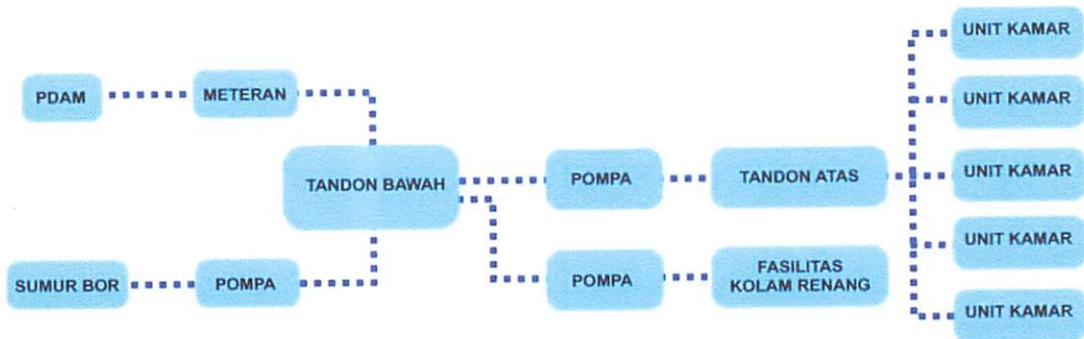 UNIT KAMAR
PDAM
METERAN
UNIT KAMAR
TANDON BAWAH
POMPA
TANDON ATAS
UNIT KAMAR
UNIT KAMAR
SUMUR BOR
POMPA
POMPA
FASILITAS
KOLAM RENANG
UNIT KAMAR